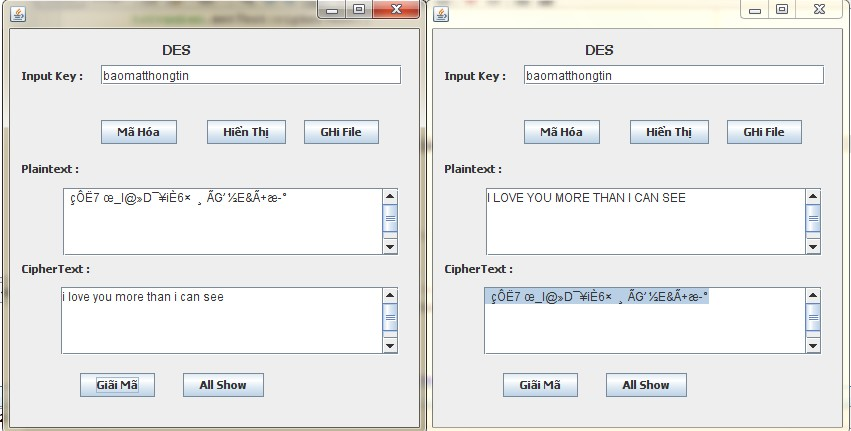 DES
Input Key :
baomatthongtin
Mã Hóa
Hiển Thị
GHi File
Plaintext :
çÔË7 œ_I@»D¯¥iÈ6× ¸ ÃG´½E&Ã+æ-°
CipherText :
i love you more than i can see
Giãi Mã
All Show
DES
Input Key :
baomatthongtin
Mã Hóa
Hiển Thị
GHi File
Plaintext :
I LOVE YOU MORE THAN I CAN SEE
CipherText :
çÔË7 œ_I@»D¯¥iÈ6× ¸ ÃG´½E&Ã+æ-°
Giãi Mã
All Show